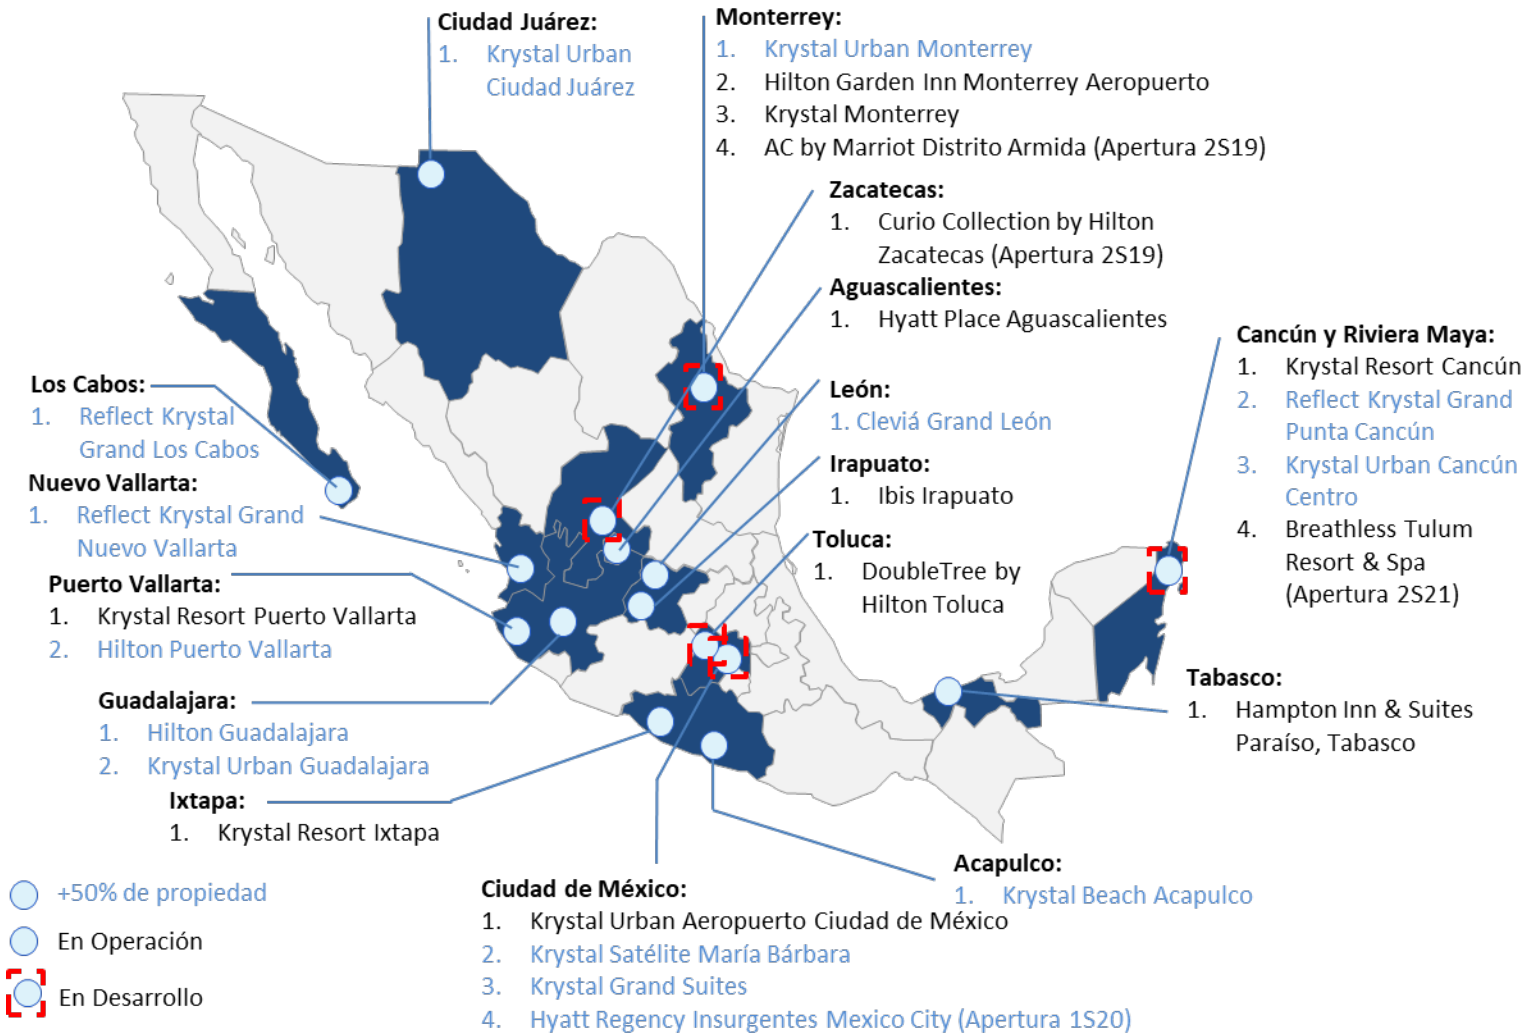 Ciudad Juárez:
1. Krystal Urban
Ciudad Juárez
Monterrey:
1. Krystal Urban Monterrey
2. Hilton Garden Inn Monterrey Aeropuerto
3. Krystal Monterrey
4. AC by Marriot Distrito Armida (Apertura 2S19)
Zacatecas:
1. Curio Collection by Hilton
Zacatecas (Apertura 2S19)
Aguascalientes:
1. Hyatt Place Aguascalientes
León:
1. Cleviá Grand León
Irapuato:
1. Ibis Irapuato
Toluca:
1. DoubleTree by
Hilton Toluca
Cancún y Riviera Maya:
1. Krystal Resort Cancún
2. Reflect Krystal Grand
Punta Cancún
3. Krystal Urban Cancún
Centro
4. Breathless Tulum
Resort & Spa
(Apertura 2S21)
Tabasco:
1. Hampton Inn & Suites
Paraíso, Tabasco
Los Cabos:
1. Reflect Krystal
Grand Los Cabos
Nuevo Vallarta:
1. Reflect Krystal Grand
Nuevo Vallarta
Puerto Vallarta:
1. Krystal Resort Puerto Vallarta
2. Hilton Puerto Vallarta
Guadalajara:
1. Hilton Guadalajara
2. Krystal Urban Guadalajara
Ixtapa:
1. Krystal Resort Ixtapa
Acapulco:
1. Krystal Beach Acapulco
Ciudad de México:
1. Krystal Urban Aeropuerto Ciudad de México
2. Krystal Satélite María Bárbara
3. Krystal Grand Suites
4. Hyatt Regency Insurgentes Mexico City (Apertura 1S20)
+50% de propiedad
En Operación
En Desarrollo